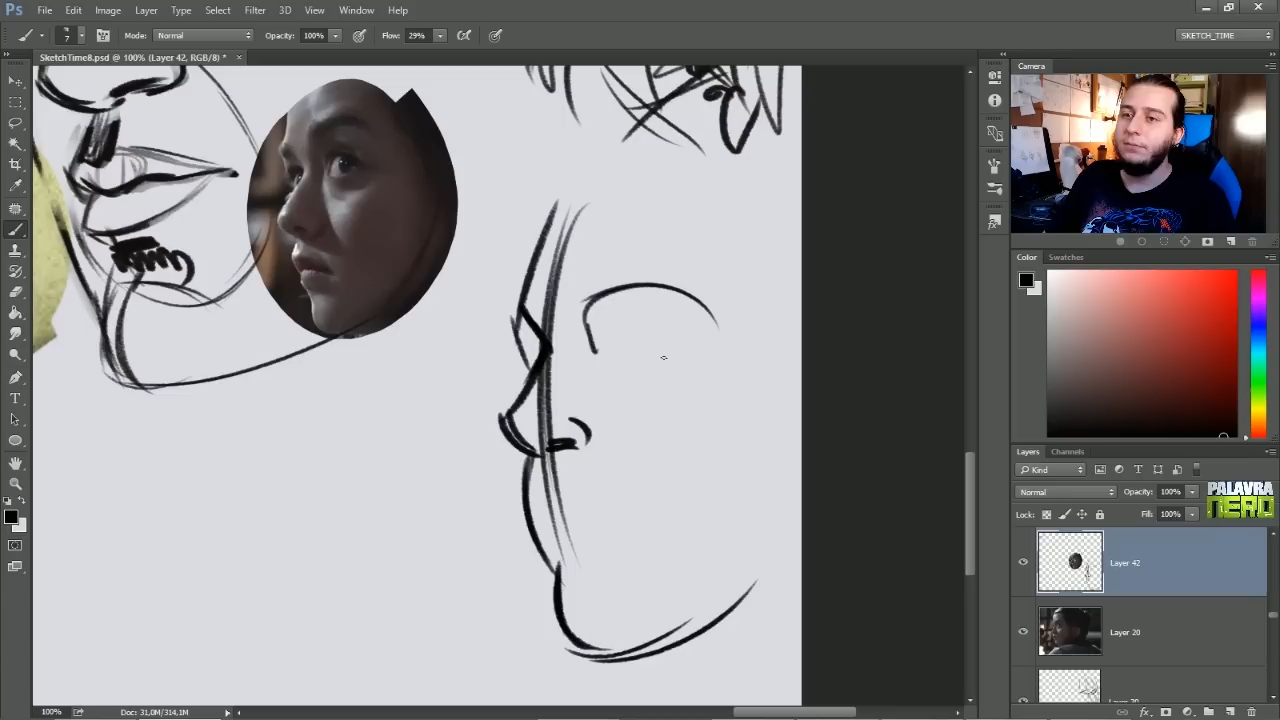 Ps File Edit Image Layer Type Select Filter 3D View Window Help
7 Mode: Normal Opacity: 100% Flow: 29% SKETCH_TIME
SketchTime8.psd @ 100% (Layer 42, RGB/8) *
Camera
Color Swatches
Layers Channels
Kind
Normal Opacity: 100%
Lock: Fill: 100%
PALAVRA
NERD
Layer 42
Layer 20
100% Doc: 31,0M/314,1M